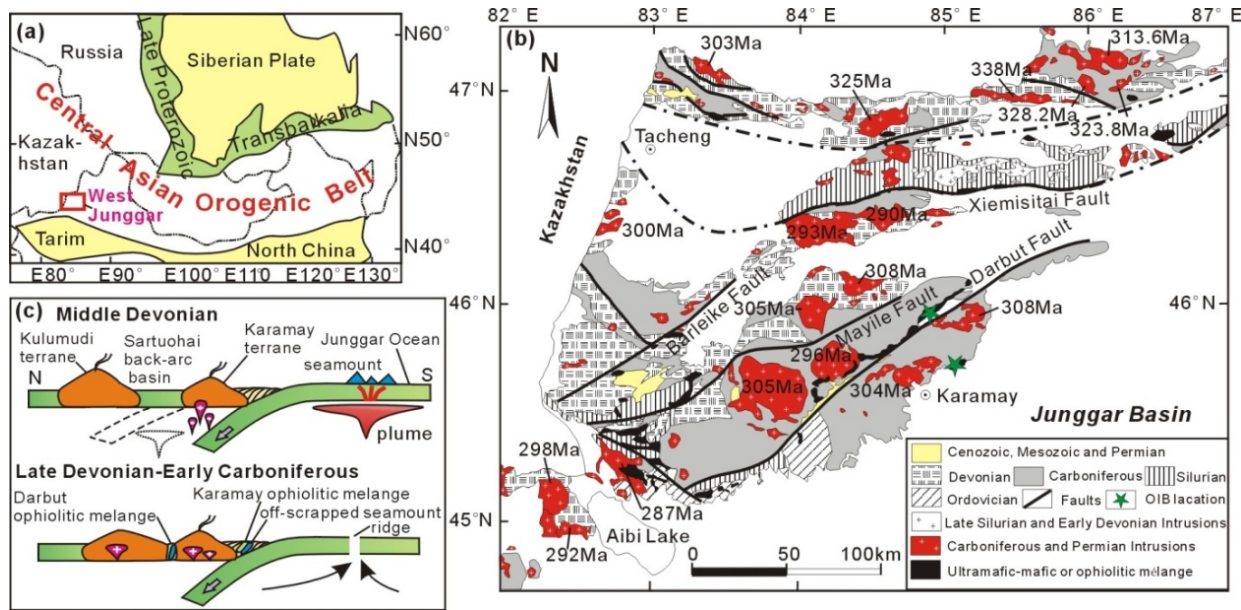 (a)
N60°
Russia
Siberian Plate
Late Proterozoic
Transbaikalia
N50°
Central Asian Orogenic Belt
Kazak-
hstan
West
Junggar
Tarim
North China
N40°
E80° E90° E100° E110° E120° E130°
(b)
82° E 83° E 84° E 85° E 86° E 87° E
N
47°N
303Ma
325Ma
338Ma
313.6Ma
328.2Ma
323.8Ma
Tacheng
Kazakhstan
Xiemisitai Fault
300Ma
293Ma
290Ma
46°N
46°N
308Ma
305Ma
Barleike Fault
Mayile Fault
Darbut Fault
308Ma
296Ma
305Ma
304Ma
Karamay
Junggar Basin
298Ma
287Ma
292Ma
45°N
Aibi Lake
0 50 100km
83° 84° 85° 86°
Cenozoic, Mesozoic and Permian
Devonian Carboniferous Silurian
Ordovician Faults OIB lacation
Late Silurian and Early Devonian Intrusions
Carboniferous and Permian Intrusions
Ultramafic-mafic or ophiolitic mélange
(c) Middle Devonian
Kulumudi
terrane
Sartuohai
back-arc
basin
Karamay
terrane
Junggar Ocean
seamount
N
S
plume
Late Devonian-Early Carboniferous
Darbut
ophiolitic melange
Karamay ophiolitic melange
off-scrapped seamount
ridge